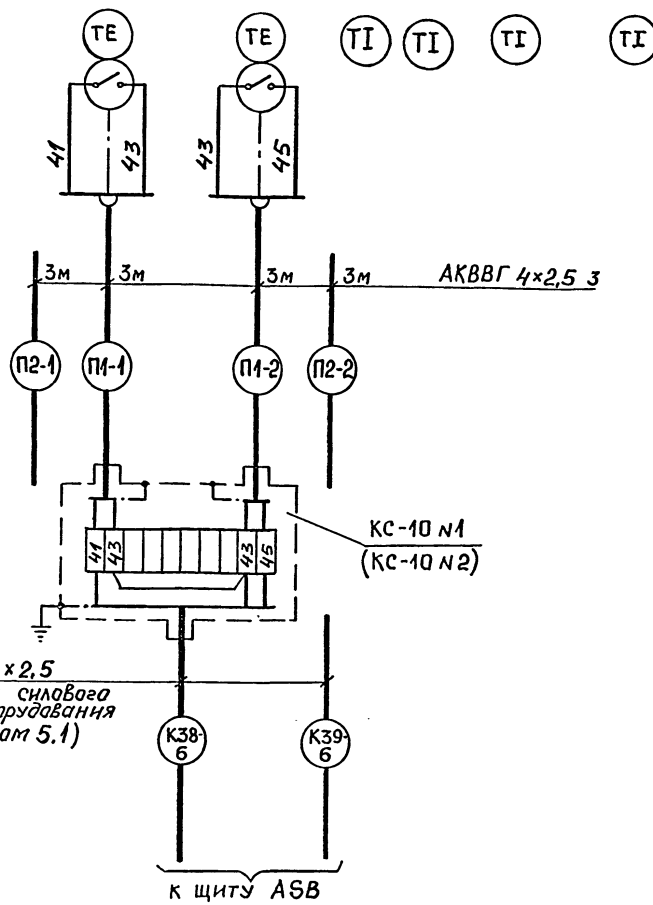 TE TE TI TI TI TI
41 43 43 45
3м 3м 3м 3м АКВВГ 4×2,5 3
П2-1 П1-1 П1-2 П2-2
КС-10 N1
(КС-10 N2)
41 43 43 45
×2,5
силового
орудования
ом 5.1)
К38-6 К39-6
К щиту ASB